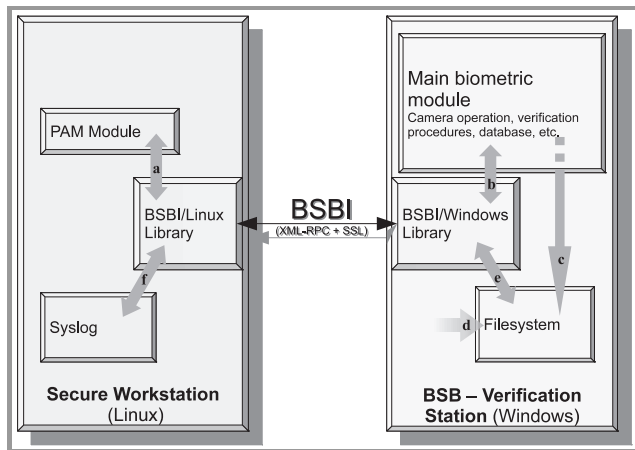 PAM Module
a
BSBI/Linux
Library
f
Syslog
Secure Workstation
(Linux)
BSBI
(XML-RPC + SSL)
Main biometric
module
Camera operation, verification
procedures, database, etc.
b
BSBI/Windows
Library
c
e
d
Filesystem
BSB – Verification
Station (Windows)